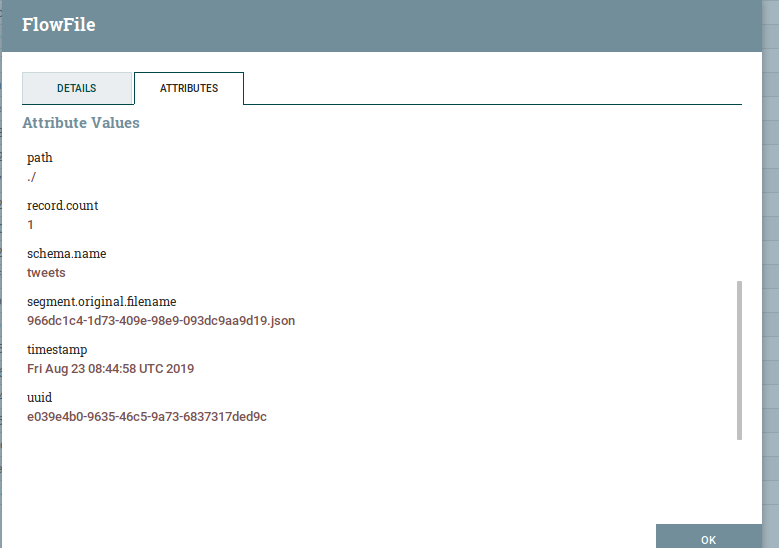 FlowFile
DETAILS
ATTRIBUTES
Attribute Values
path
./
record.count
1
schema.name
tweets
segment.original.filename
966dc1c4-1d73-409e-98e9-093dc9aa9d19.json
timestamp
Fri Aug 23 08:44:58 UTC 2019
uuid
e039e4b0-9635-46c5-9a73-6837317ded9c
OK